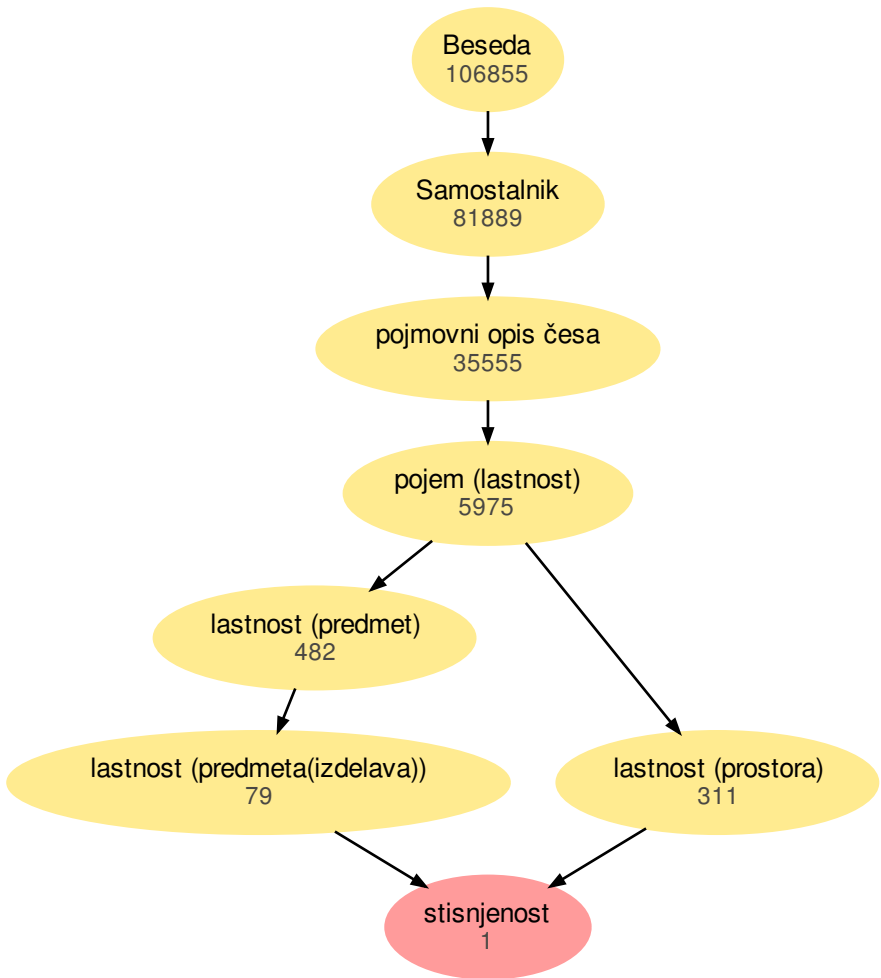 Beseda
106855
Samostalnik
81889
pojmovni opis česa
35555
pojem (lastnost)
5975
lastnost (predmet)
482
lastnost (predmeta(izdelava))
79
lastnost (prostora)
311
stisnjenost
1